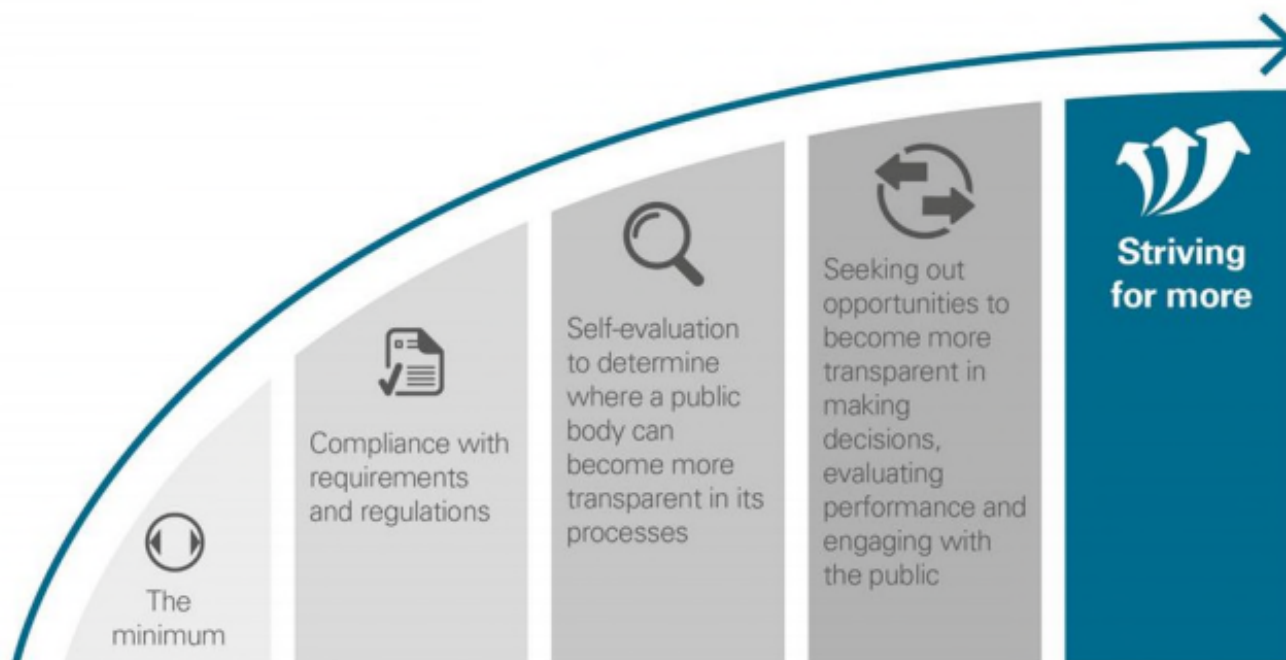 The
minimum
Compliance with
requirements
and regulations
Self-evaluation
to determine
where a public
body can
become more
transparent in its
processes
Seeking out
opportunities to
become more
transparent in
making
decisions,
evaluating
performance and
engaging with
the public
Striving
for more